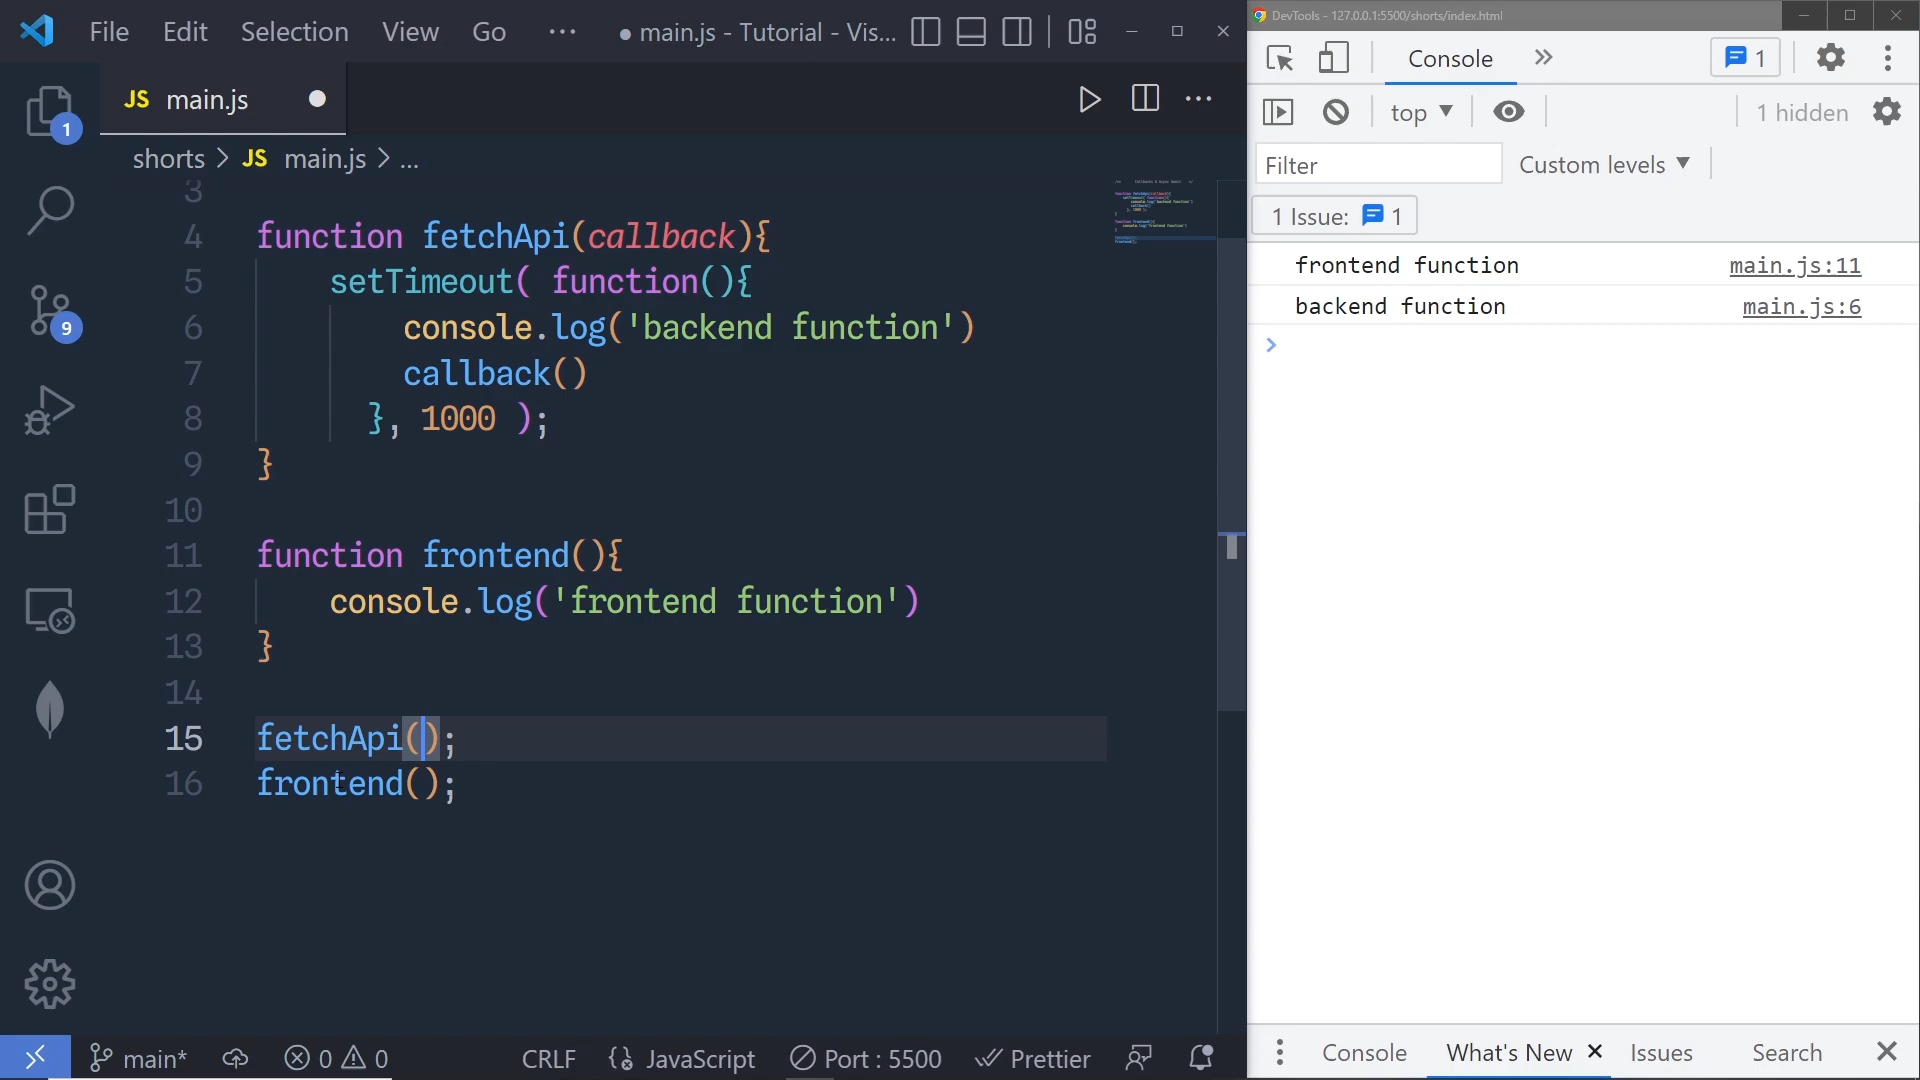 File Edit Selection View Go ··· ● main.js - Tutorial - Vis...
JS main.js
shorts > JS main.js > ...
3
4 function fetchApi(callback){
5 setTimeout( function(){
6 console.log('backend function')
7 callback()
8 }, 1000 );
9 }
10
11 function frontend(){
12 console.log('frontend function')
13 }
14
15 fetchApi();
16 frontend();
1
9
main* 0 0 CRLF {} JavaScript Port : 5500 Prettier
DevTools - 127.0.0.1:5500/shorts/index.html
Console » 1
top 1 hidden
Filter Custom levels
1 Issue: 1
frontend function main.js:11
backend function main.js:6
>
Console What's New × Issues Search